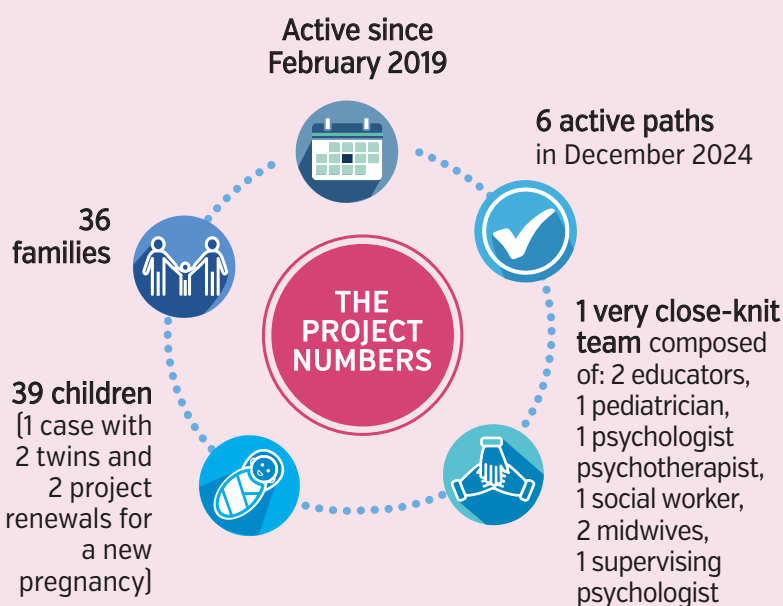 Active since
February 2019
6 active paths
in December 2024
36
families
THE
PROJECT
NUMBERS
1 very close-knit
team composed
of: 2 educators,
1 pediatrician,
1 psychologist
psychotherapist,
1 social worker,
2 midwives,
1 supervising
psychologist
39 children
(1 case with
2 twins and
2 project
renewals for
a new
pregnancy)